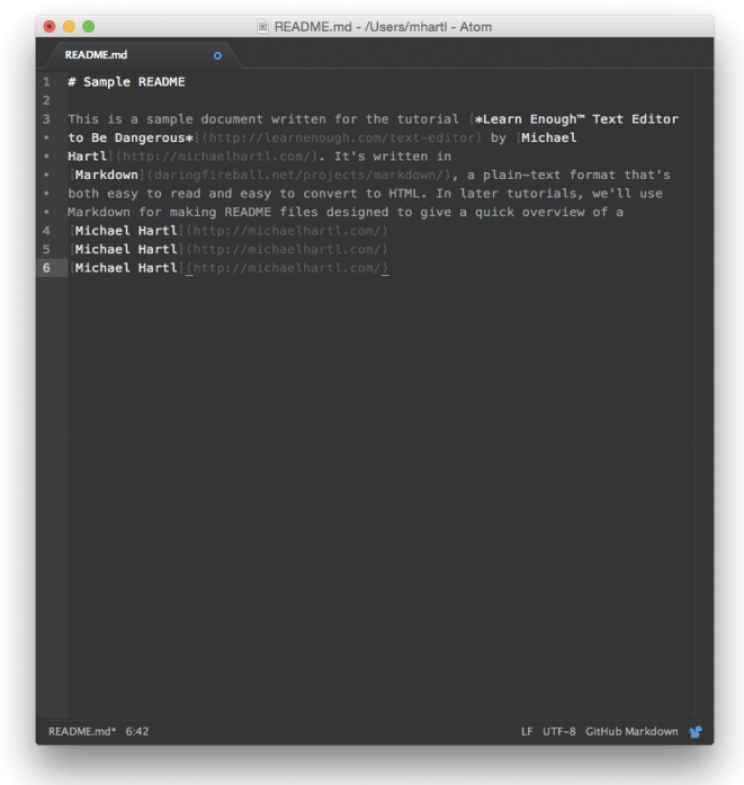 README.md - /Users/mhartl - Atom
README.md
1 # Sample README
2
3 This is a sample document written for the tutorial [*Learn Enough™ Text Editor
• to Be Dangerous*](http://learnenough.com/text-editor) by [Michael
• Hartl](http://michaelhartl.com/). It's written in
• [Markdown](daringfireball.net/projects/markdown/), a plain-text format that's
• both easy to read and easy to convert to HTML. In later tutorials, we'll use
• Markdown for making README files designed to give a quick overview of a
4 [Michael Hartl](http://michaelhartl.com/)
5 [Michael Hartl](http://michaelhartl.com/)
6 [Michael Hartl](http://michaelhartl.com/)
README.md* 6:42 LF UTF-8 GitHub Markdown